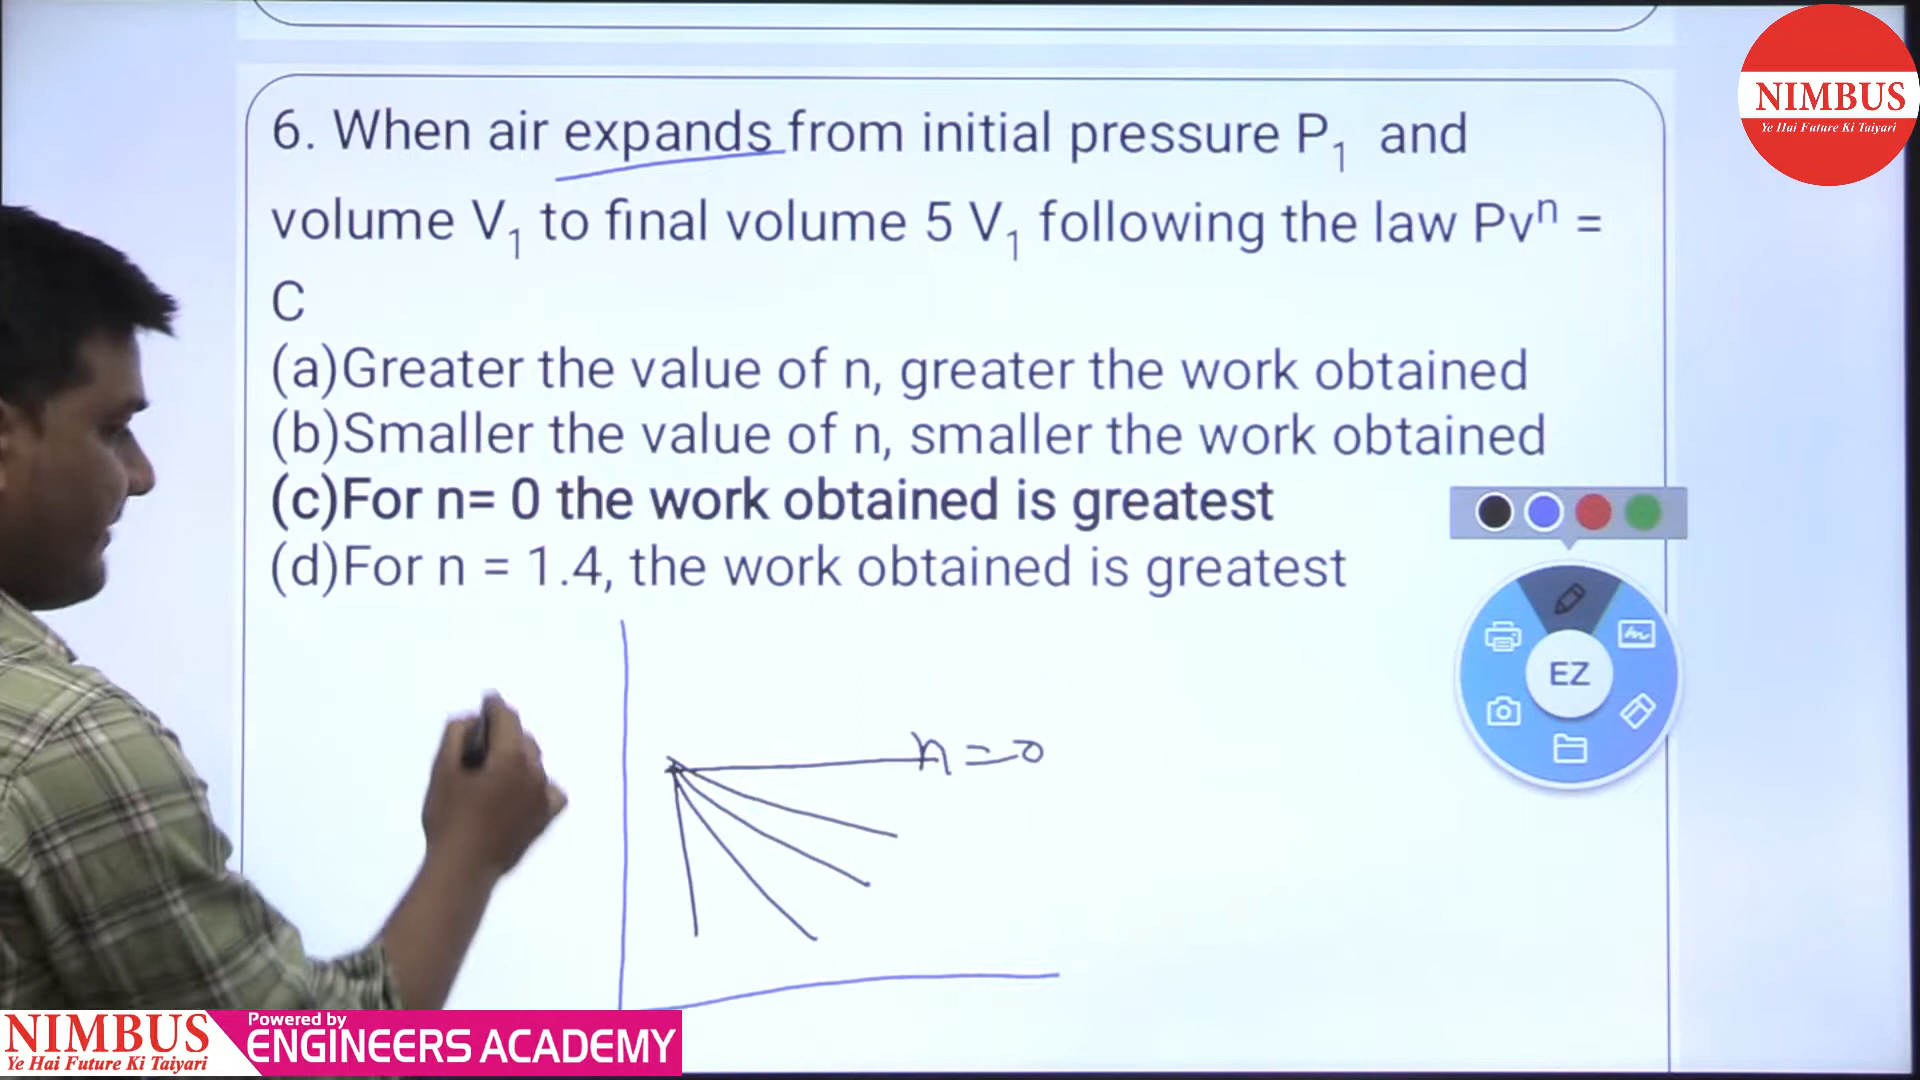 NIMBUS
Ye Hai Future Ki Taiyari
6. When air expands from initial pressure P₁ and
volume V₁ to final volume 5 V₁ following the law Pvⁿ =
C
(a)Greater the value of n, greater the work obtained
(b)Smaller the value of n, smaller the work obtained
(c)For n= 0 the work obtained is greatest
(d)For n = 1.4, the work obtained is greatest
EZ
n=0
NIMBUS
Ye Hai Future Ki Taiyari
Powered by
ENGINEERS ACADEMY